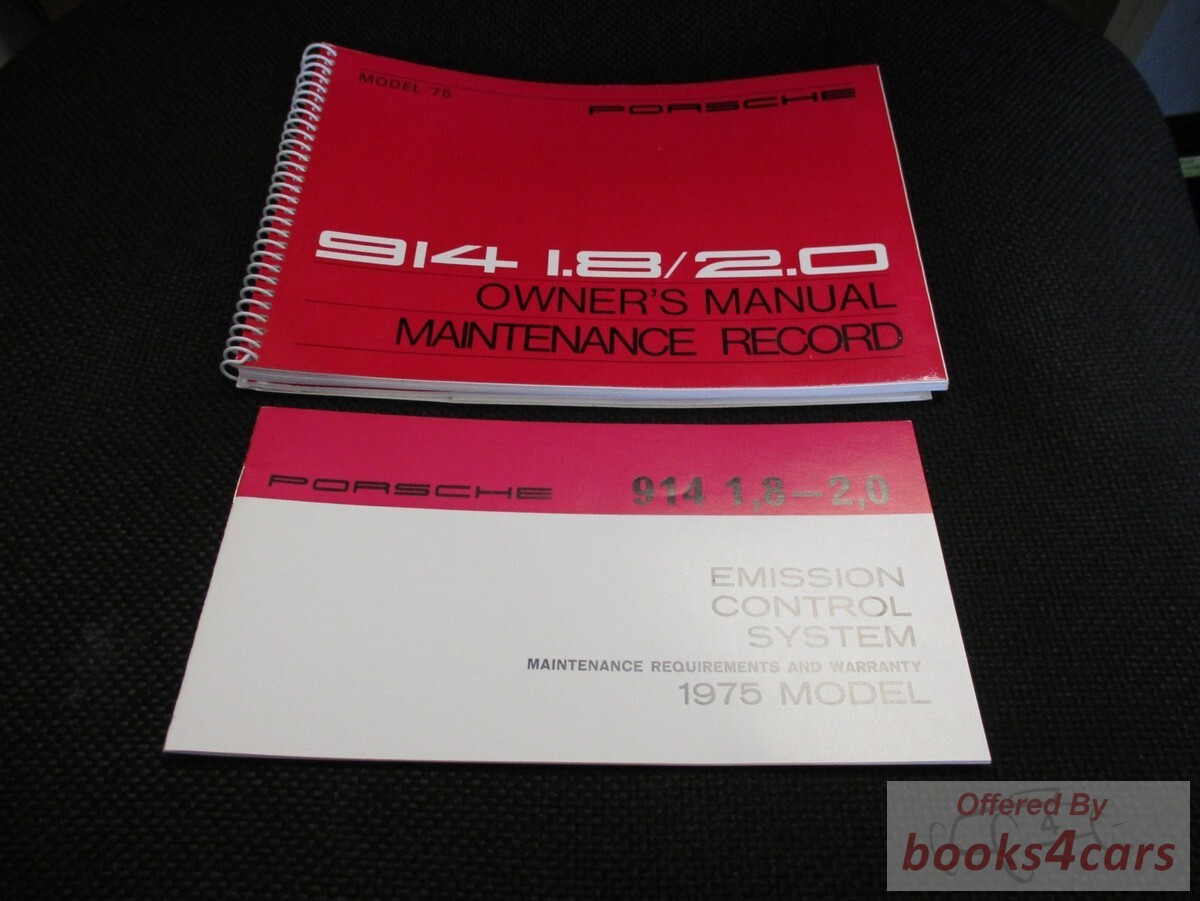 MODEL '75
PORSCHE
914 1.8/2.0
OWNER'S MANUAL
MAINTENANCE RECORD
PORSCHE
914 1,8–2,0
EMISSION
CONTROL
SYSTEM
MAINTENANCE REQUIREMENTS AND WARRANTY
1975 MODEL
Offered By
books4cars